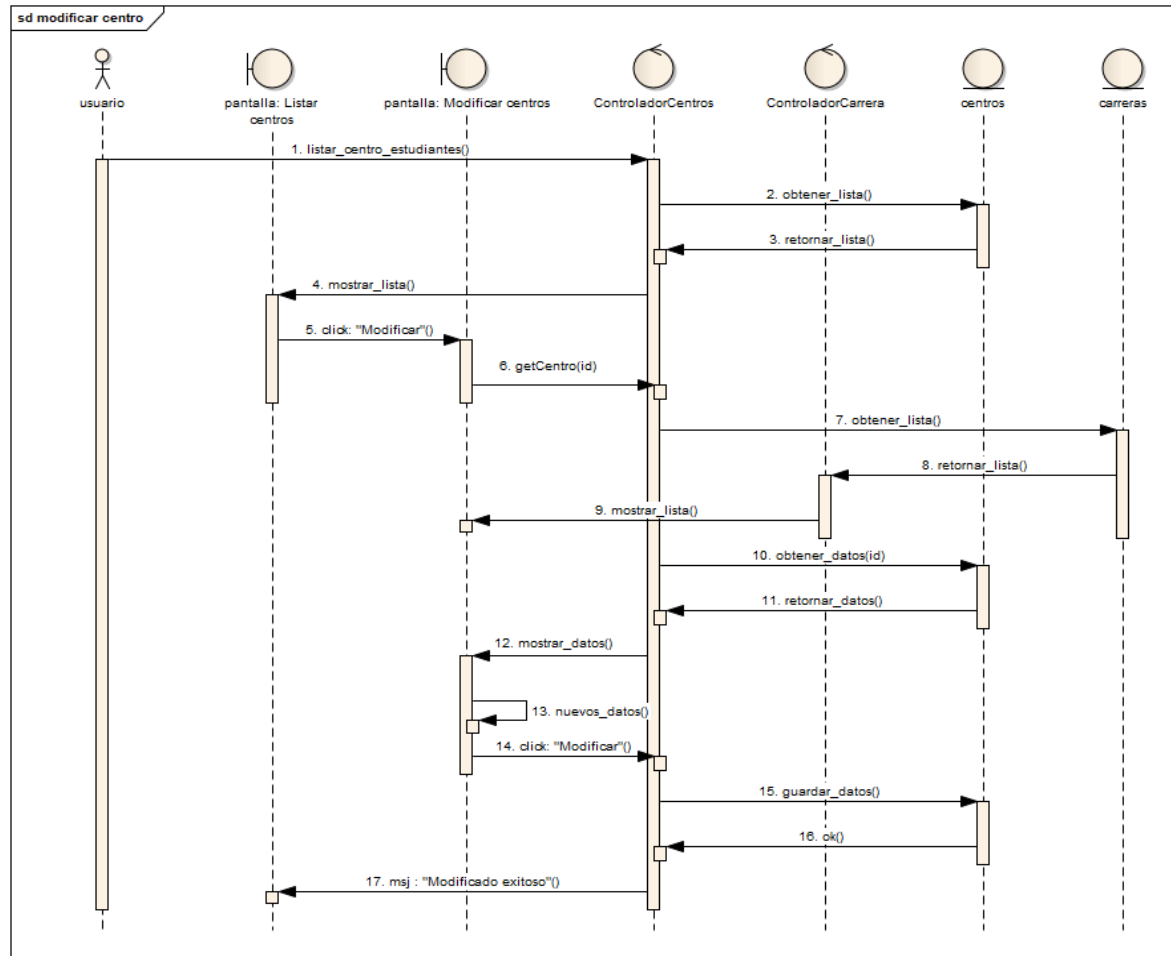 sd modificar centro
usuario
pantalla: Listar
centros
pantalla: Modificar centros
ControladorCentros
ControladorCarrera
centros
carreras
1. listar_centro_estudiantes()
2. obtener_lista()
3. retornar_lista()
4. mostrar_lista()
5. click: "Modificar"()
6. getCentro(id)
7. obtener_lista()
8. retornar_lista()
9. mostrar_lista()
10. obtener_datos(id)
11. retornar_datos()
12. mostrar_datos()
13. nuevos_datos()
14. click: "Modificar"()
15. guardar_datos()
16. ok()
17. msj : "Modificado exitoso"()